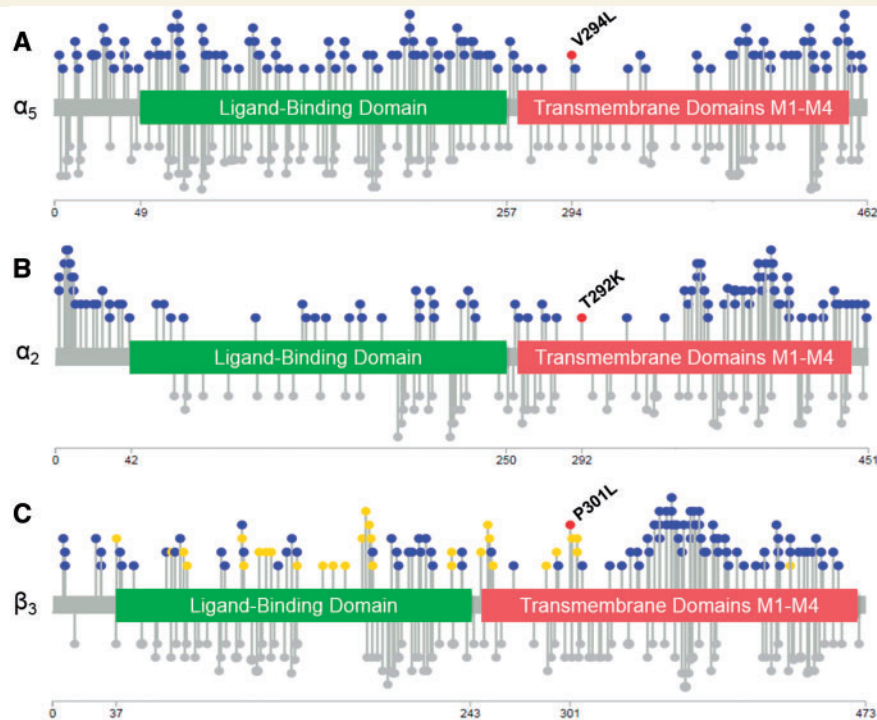 A
V294L
α5
Ligand-Binding Domain
Transmembrane Domains M1-M4
0 49 257 294 462
B
T292K
α2
Ligand-Binding Domain
Transmembrane Domains M1-M4
0 42 250 292 451
C
P301L
β3
Ligand-Binding Domain
Transmembrane Domains M1-M4
0 37 243 301 473